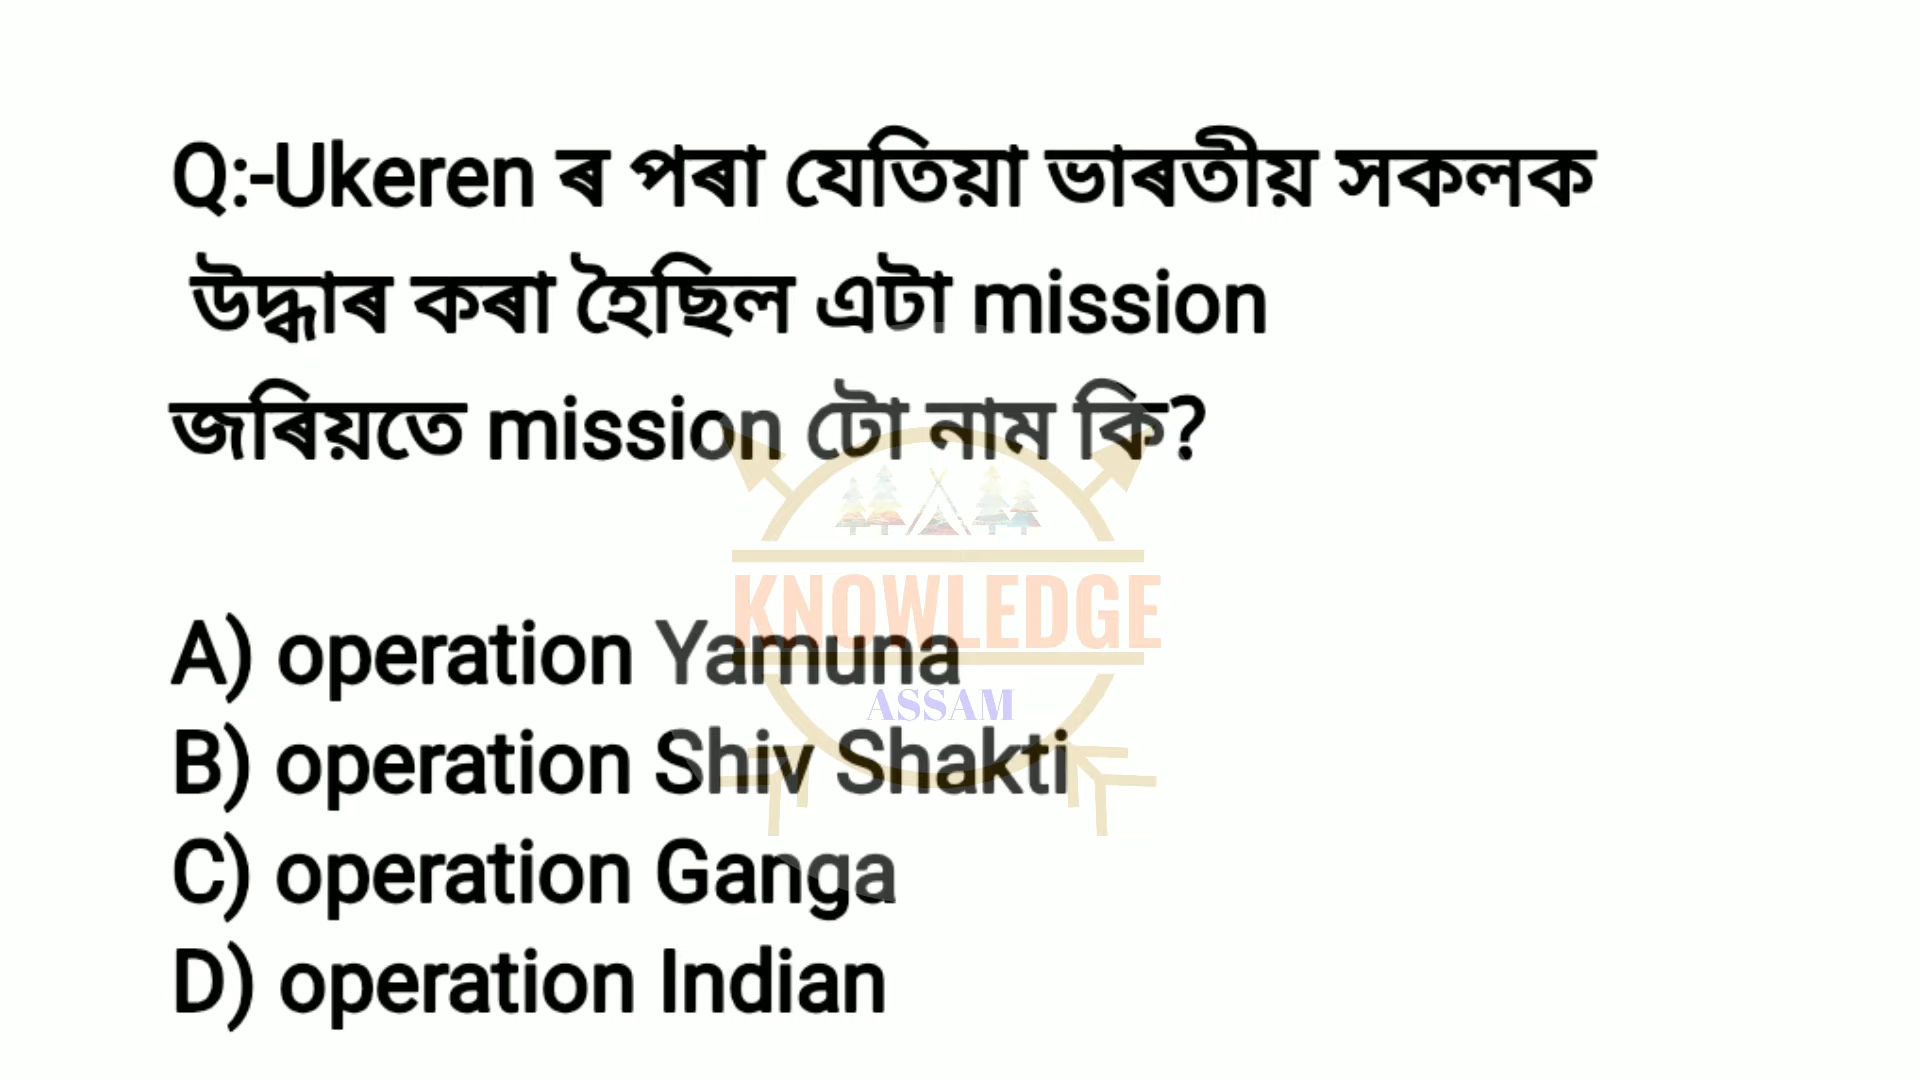 Q:-Ukeren ৰ পৰা যেতিয়া ভাৰতীয় সকলক
উদ্ধাৰ কৰা হৈছিল এটা mission
জৰিয়তে mission টো নাম কি?
KNOWLEDGE
ASSAM
A) operation Yamuna
B) operation Shiv Shakti
C) operation Ganga
D) operation Indian